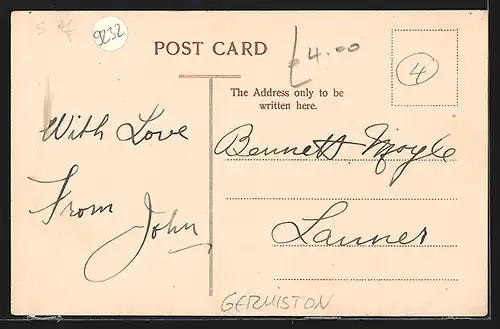 S Af
9232
POST CARD
£4.00
4
The Address only to be
written here.
With Love
From John
Bennett Moyle
Lanner
GERMISTON